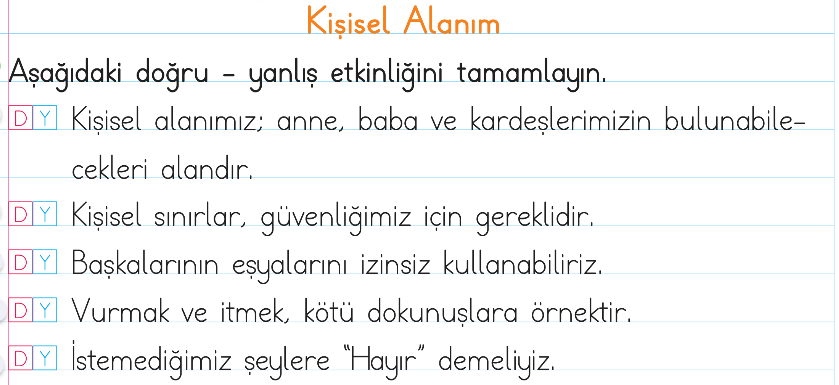 Kişisel Alanım
Aşağıdaki doğru - yanlış etkinliğini tamamlayın.
D Y Kişisel alanımız; anne, baba ve kardeşlerimizin bulunabile-
cekleri alandır.
D Y Kişisel sınırlar, güvenliğimiz için gereklidir.
D Y Başkalarının eşyalarını izinsiz kullanabiliriz.
D Y Vurmak ve itmek, kötü dokunuşlara örnektir.
D Y İstemediğimiz şeylere “Hayır” demeliyiz.